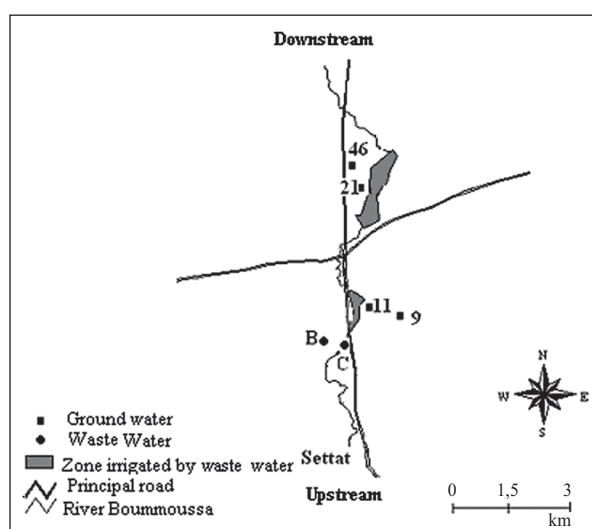 Downstream
46
21
11
9
B
C
N
W E
S
Ground water
Waste Water
Zone irrigated by waste water
Principal road
River Boummoussa
Settat
Upstream
0 1,5 3
km